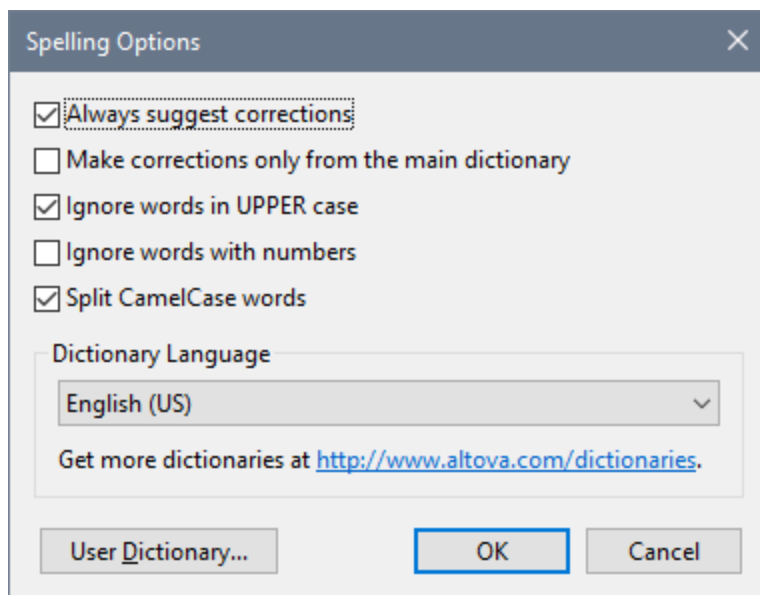 Spelling Options
Always suggest corrections
Make corrections only from the main dictionary
Ignore words in UPPER case
Ignore words with numbers
Split CamelCase words
Dictionary Language
English (US)
Get more dictionaries at http://www.altova.com/dictionaries.
User Dictionary... OK Cancel